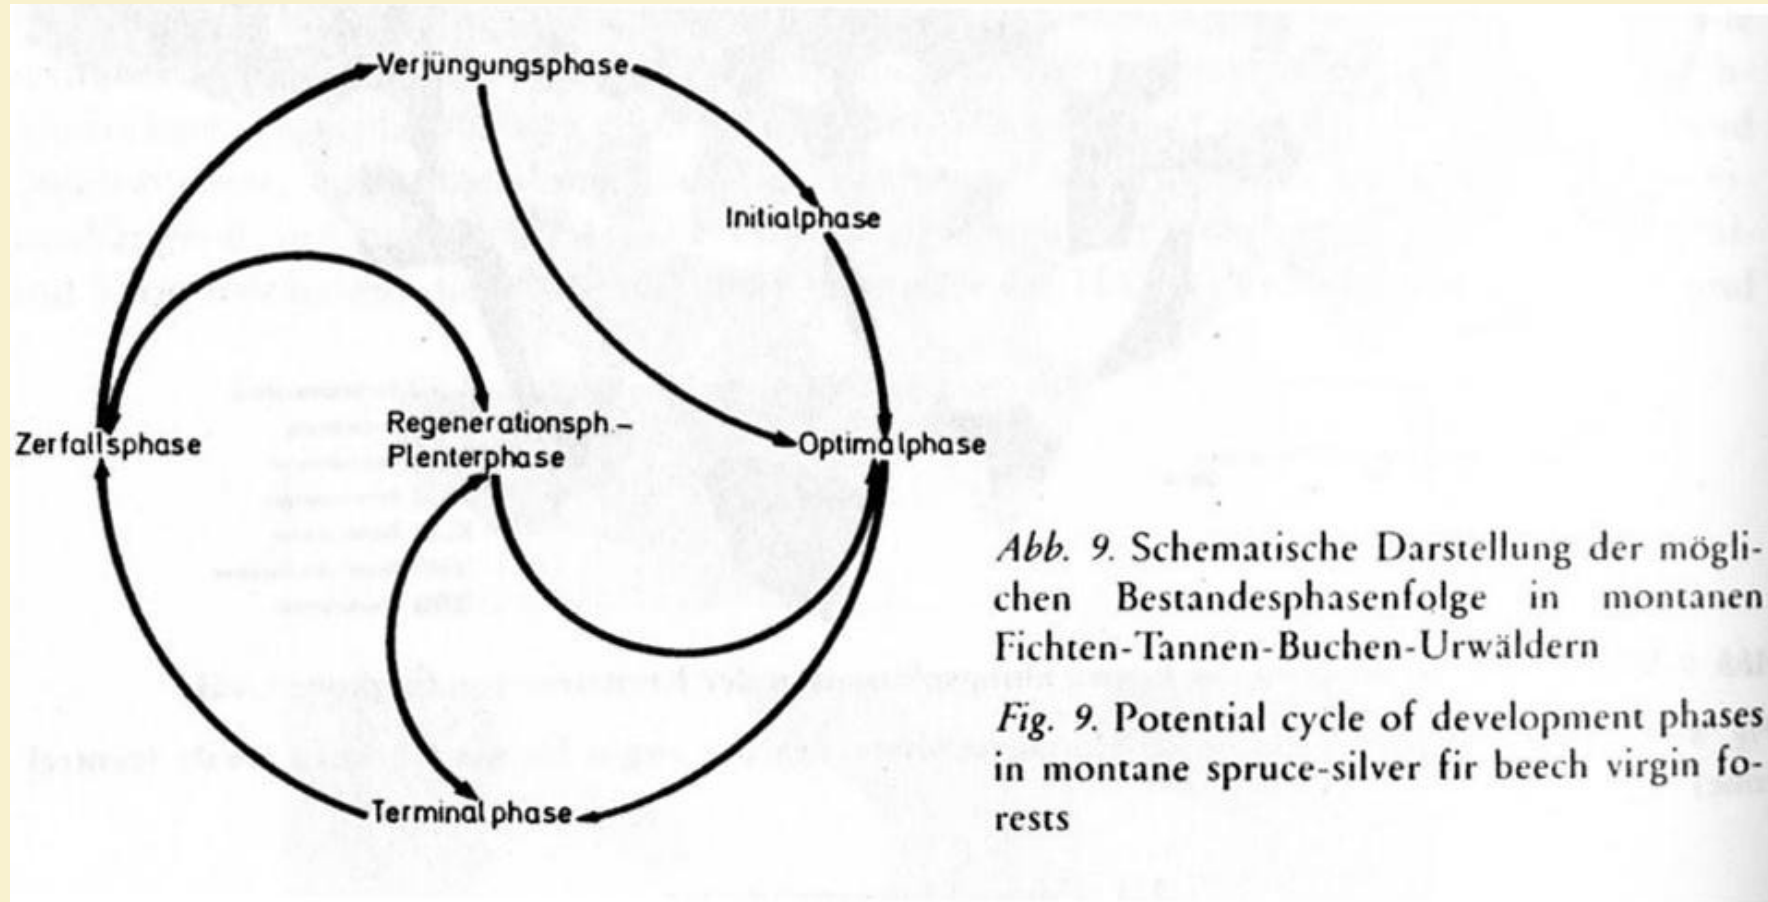 Verjüngungsphase
Initialphase
Zerfallsphase
Regenerationsph.-
Plenterphase
Optimalphase
Terminalphase
Abb. 9. Schematische Darstellung der mögli-
chen Bestandesphasenfolge in montanen
Fichten-Tannen-Buchen-Urwäldern
Fig. 9. Potential cycle of development phases
in montane spruce-silver fir beech virgin fo-
rests